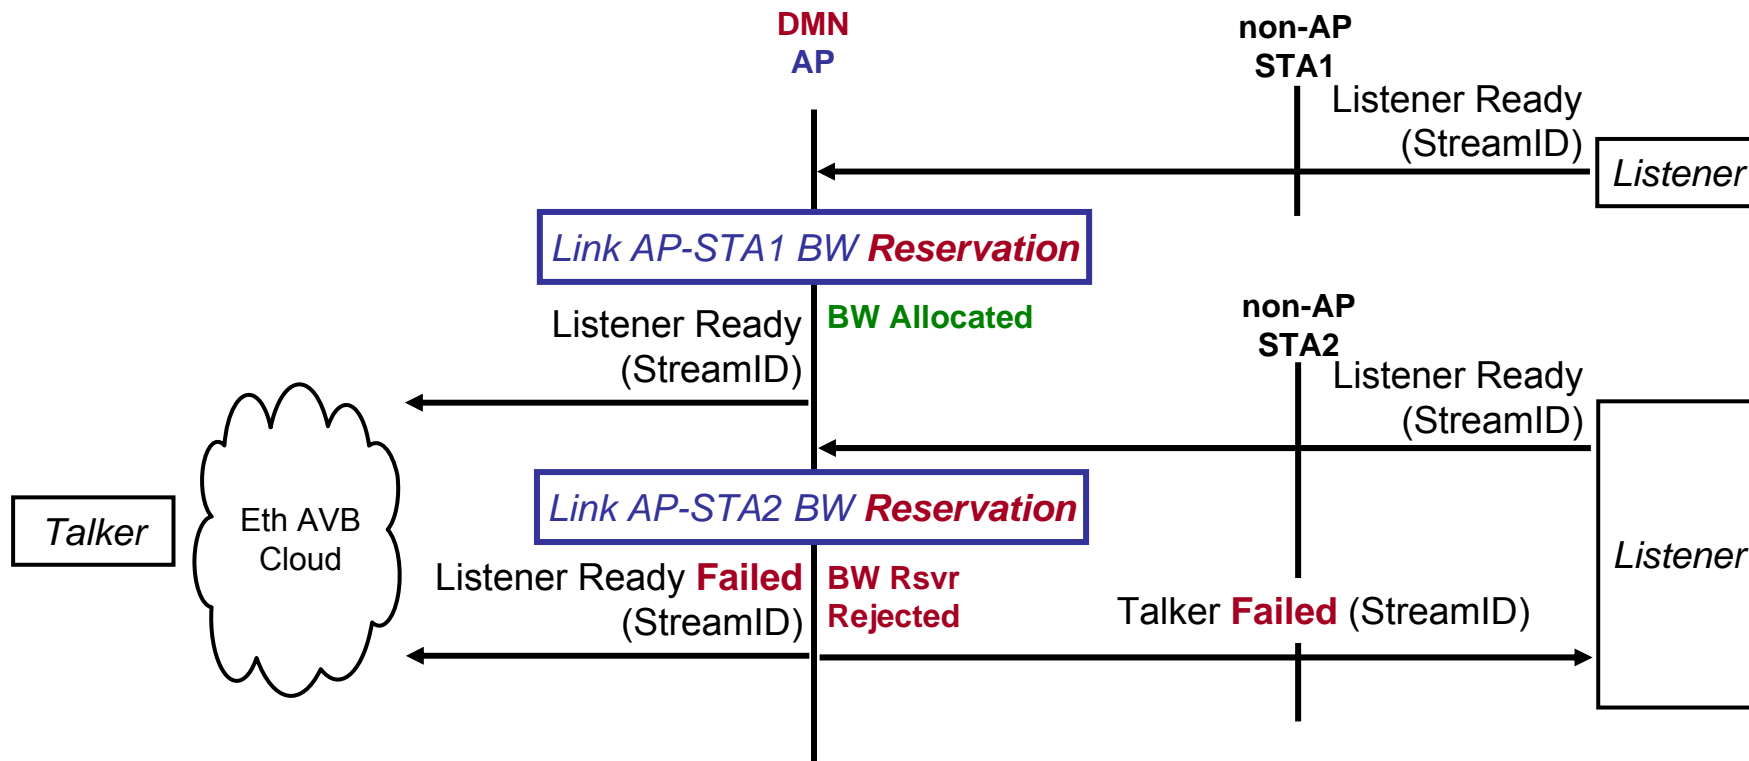 DMN
AP
non-AP
STA1
Listener Ready
(StreamID)
Listener
Link AP-STA1 BW Reservation
Listener Ready
(StreamID)
BW Allocated
non-AP
STA2
Listener Ready
(StreamID)
Talker
Eth AVB
Cloud
Link AP-STA2 BW Reservation
Listener Ready Failed
(StreamID)
BW Rsvr
Rejected
Talker Failed (StreamID)
Listener